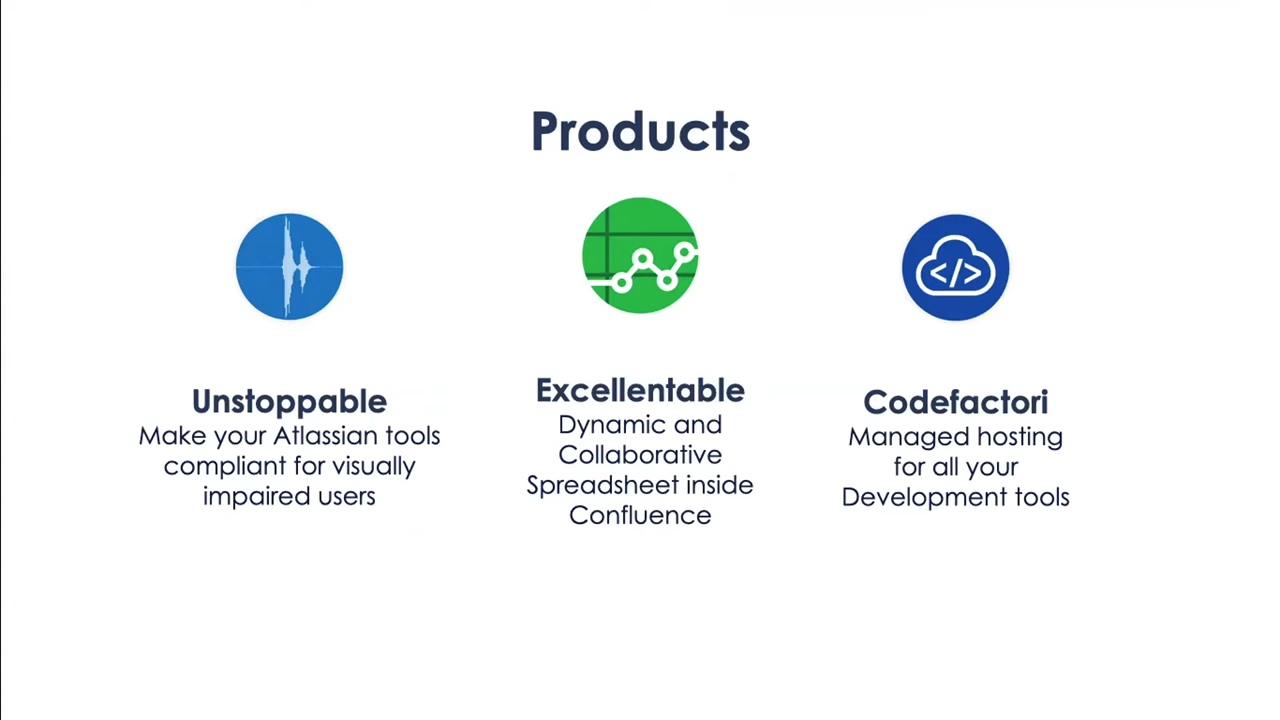 Products
Unstoppable
Make your Atlassian tools
compliant for visually
impaired users
Excellentable
Dynamic and
Collaborative
Spreadsheet inside
Confluence
</>
Codefactori
Managed hosting
for all your
Development tools